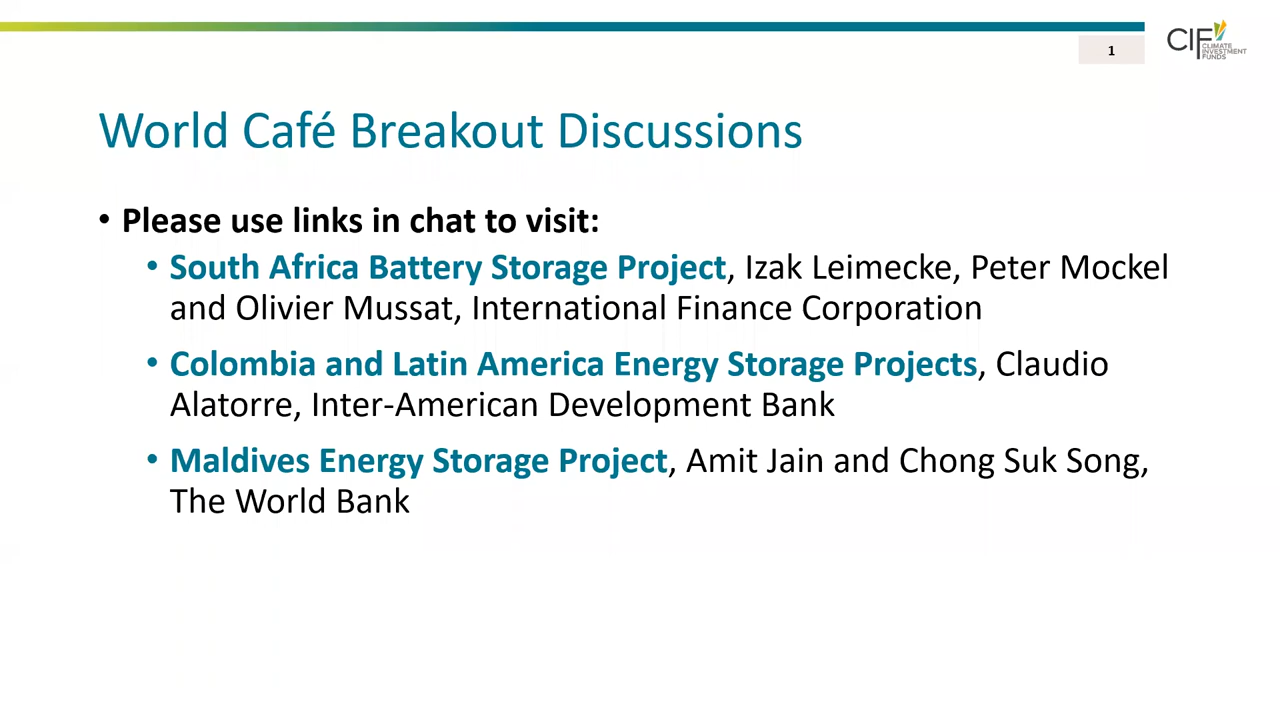 1
CIF
CLIMATE
INVESTMENT
FUNDS
World Café Breakout Discussions
• Please use links in chat to visit:
• South Africa Battery Storage Project, Izak Leimecke, Peter Mockel
and Olivier Mussat, International Finance Corporation
• Colombia and Latin America Energy Storage Projects, Claudio
Alatorre, Inter-American Development Bank
• Maldives Energy Storage Project, Amit Jain and Chong Suk Song,
The World Bank